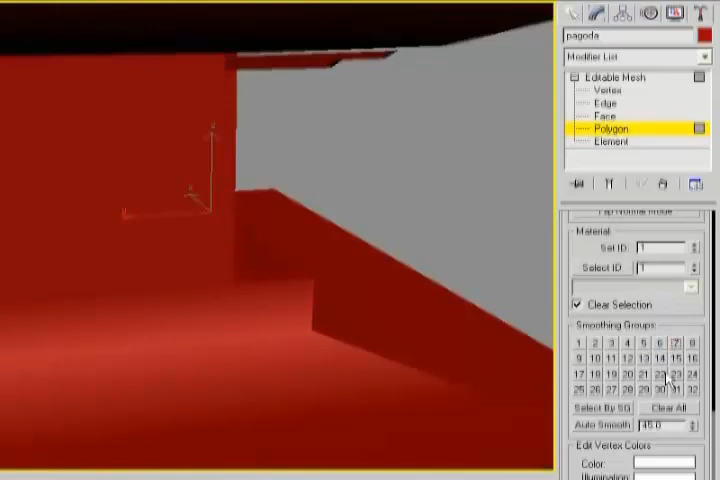 pagoda
Modifier List
Editable Mesh
Vertex
Edge
Face
Polygon
Element
Material:
Set ID: 1
Select ID 1
Clear Selection
Smoothing Groups:
1 2 3 4 5 6 7 8
9 10 11 12 13 14 15 16
17 18 19 20 21 22 23 24
25 26 27 28 29 30 31 32
Select By SG Clear All
Auto Smooth 45.0
Edit Vertex Colors
Color: